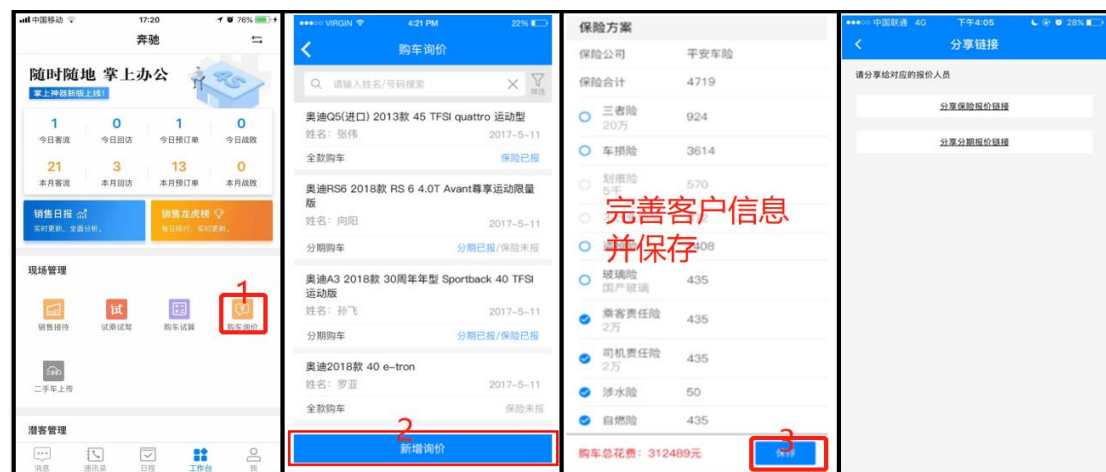 中国移动 17:20 76%
奔驰
随时随地 掌上办公
掌上神器新版上线!
1 0 1 0
今日客流 今日回访 今日预订单 今日战败
21 3 13 0
本月客流 本月回访 本月预订单 本月战败
销售日报 销售龙虎榜
实时更新、全面分析。 每日排行、实时更新。
现场管理
1
销售接待 试乘试驾 购车试算 购车询价
二手车上传
潜客管理
消息 通讯录 日程 工作台 我
VIRGIN 4:21 PM 22%
购车询价
请输入姓名/号码搜索 筛选
奥迪Q5(进口) 2013款 45 TFSI quattro 运动型
姓名:张伟 2017-5-11
全款购车 保险已报
奥迪RS6 2018款 RS 6 4.0T Avant尊享运动限量
版
姓名:向阳 2017-5-11
分期购车 分期已报/保险未报
奥迪A3 2018款 30周年年型 Sportback 40 TFSI
运动版
姓名:孙飞 2017-5-11
分期购车 分期已报/保险已报
奥迪2018款 40 e-tron
姓名:罗亚 2017-5-11
全款购车 保险未报
2
新增询价
保险方案
保险公司 平安车险
保险合计 4719
三者险 924
20万
车损险 3614
划痕险 570
5千
完善客户信息
并保存
408
玻璃险 435
国产玻璃
乘客责任险 435
2万
司机责任险 435
2万
涉水险 50
自燃险 435
3
购车总花费:312489元 保存
中国联通 4G 下午4:05 28%
分享链接
请分享给对应的报价人员
分享保险报价链接
分享分期报价链接